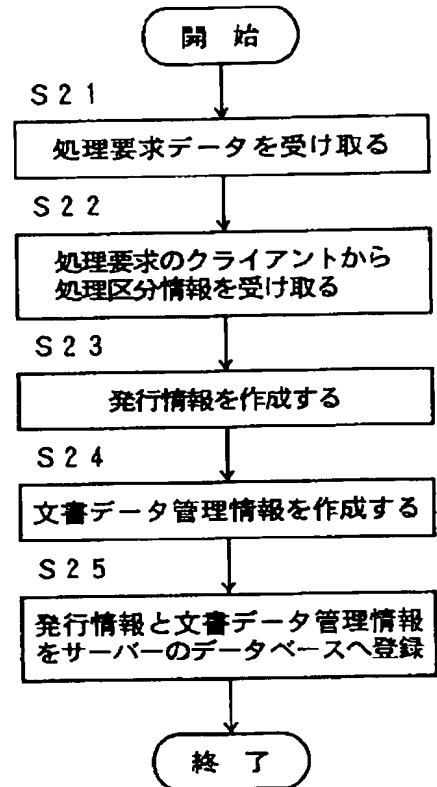 開始
S21
処理要求データを受け取る
S22
処理要求のクライアントから
処理区分情報を受け取る
S23
発行情報を作成する
S24
文書データ管理情報を作成する
S25
発行情報と文書データ管理情報
をサーバーのデータベースへ登録
終了